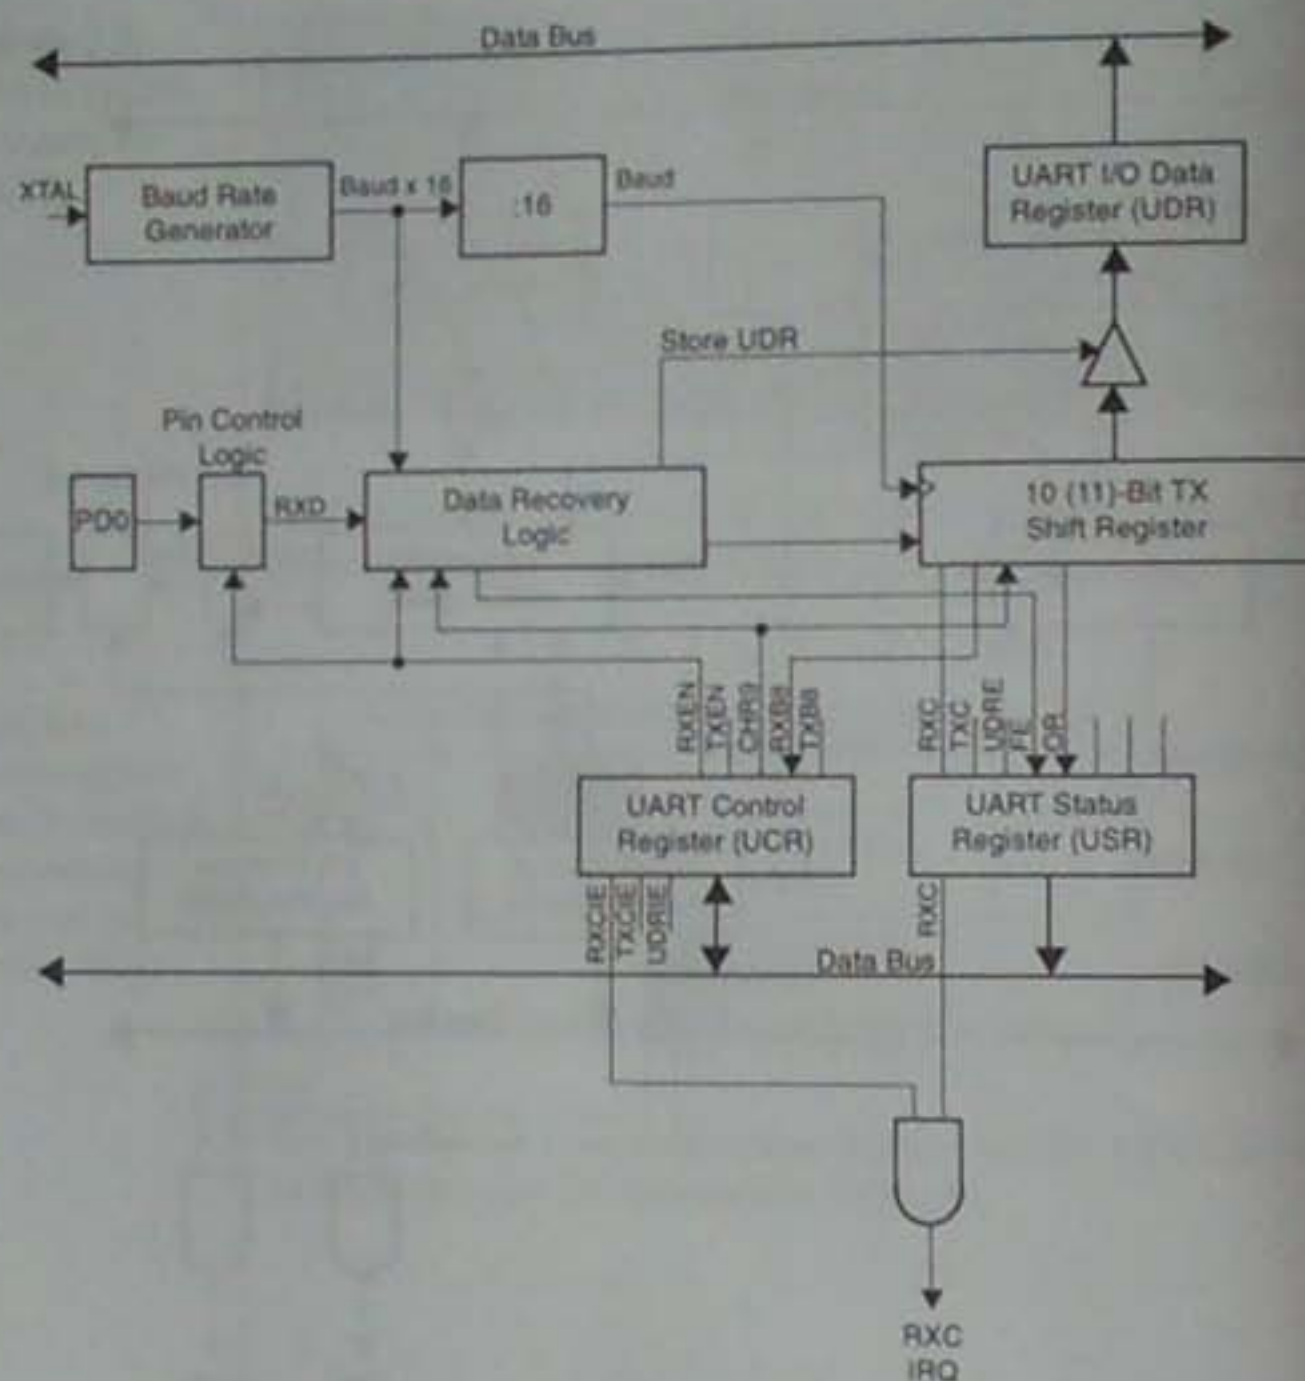 Data Bus
XTAL
Baud Rate
Generator
Baud x 16
:16
Baud
UART I/O Data
Register (UDR)
Store UDR
Pin Control
Logic
PD0
RXD
Data Recovery
Logic
10 (11)-Bit TX
Shift Register
RXEN
TXEN
CHR9
RXB8
TXB8
RXC
TXC
UDRE
FE
OR
UART Control
Register (UCR)
UART Status
Register (USR)
RXCIE
TXCIE
UDRIE
RXC
Data Bus
RXC
IRQ